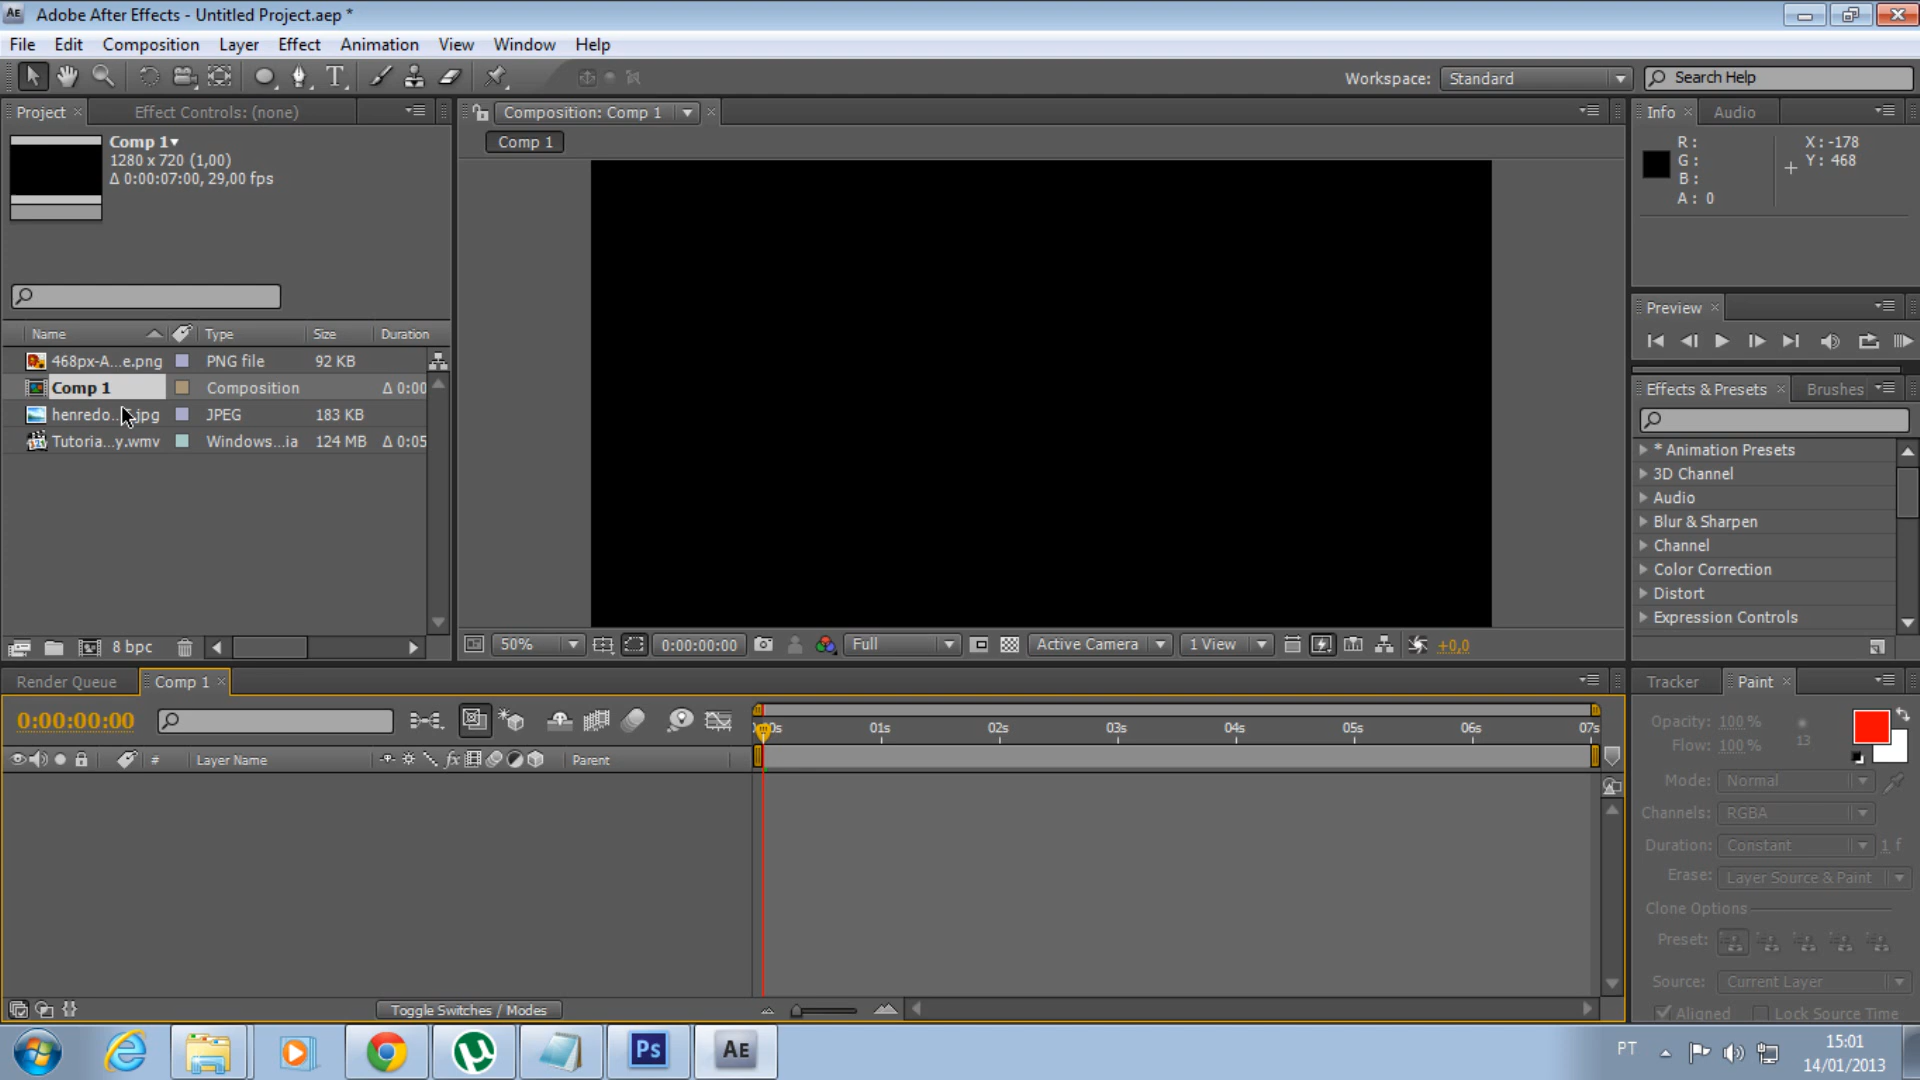 Adobe After Effects - Untitled Project.aep *
File Edit Composition Layer Effect Animation View Window Help
Workspace: Standard Search Help
Project Effect Controls: (none) Composition: Comp 1 Info Audio
Comp 1
1280 x 720 (1,00)
Δ 0:00:07:00, 29,00 fps
Comp 1
R: X: -178
G: Y: 468
B:
A: 0
Preview
Name Type Size Duration
468px-A...e.png PNG file 92 KB
Comp 1 Composition Δ 0:00
henredo... .jpg JPEG 183 KB
Tutoria...y.wmv Windows...ia 124 MB Δ 0:05
Effects & Presets Brushes
* Animation Presets
3D Channel
Audio
Blur & Sharpen
Channel
Color Correction
Distort
Expression Controls
8 bpc
50% 0:00:00:00 Full Active Camera 1 View +0,0
Render Queue Comp 1
0:00:00:00
01s 02s 03s 04s 05s 06s 07s
# Layer Name fx Parent
Toggle Switches / Modes
Tracker Paint
Opacity: 100 %
Flow: 100 % 13
Mode: Normal
Channels: RGBA
Duration: Constant 1 f
Erase: Layer Source & Paint
Clone Options
Preset:
Source: Current Layer
Aligned Lock Source Time
Ps AE PT 15:01
14/01/2013